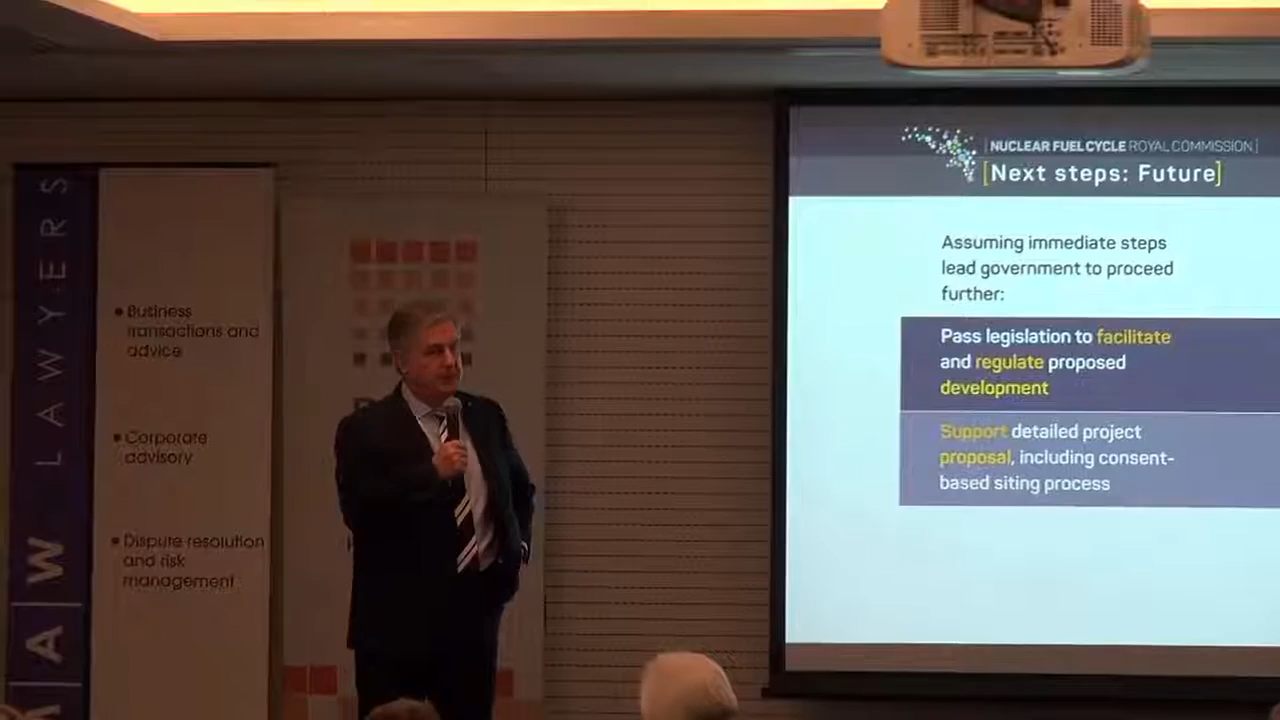 LAWYERS
AW
Business
transactions and
advice
Corporate
advisory
Dispute resolution
and risk
management
NUCLEAR FUEL CYCLE ROYAL COMMISSION
[Next steps: Future]
Assuming immediate steps
lead government to proceed
further:
Pass legislation to facilitate
and regulate proposed
development
Support detailed project
proposal, including consent-
based siting process